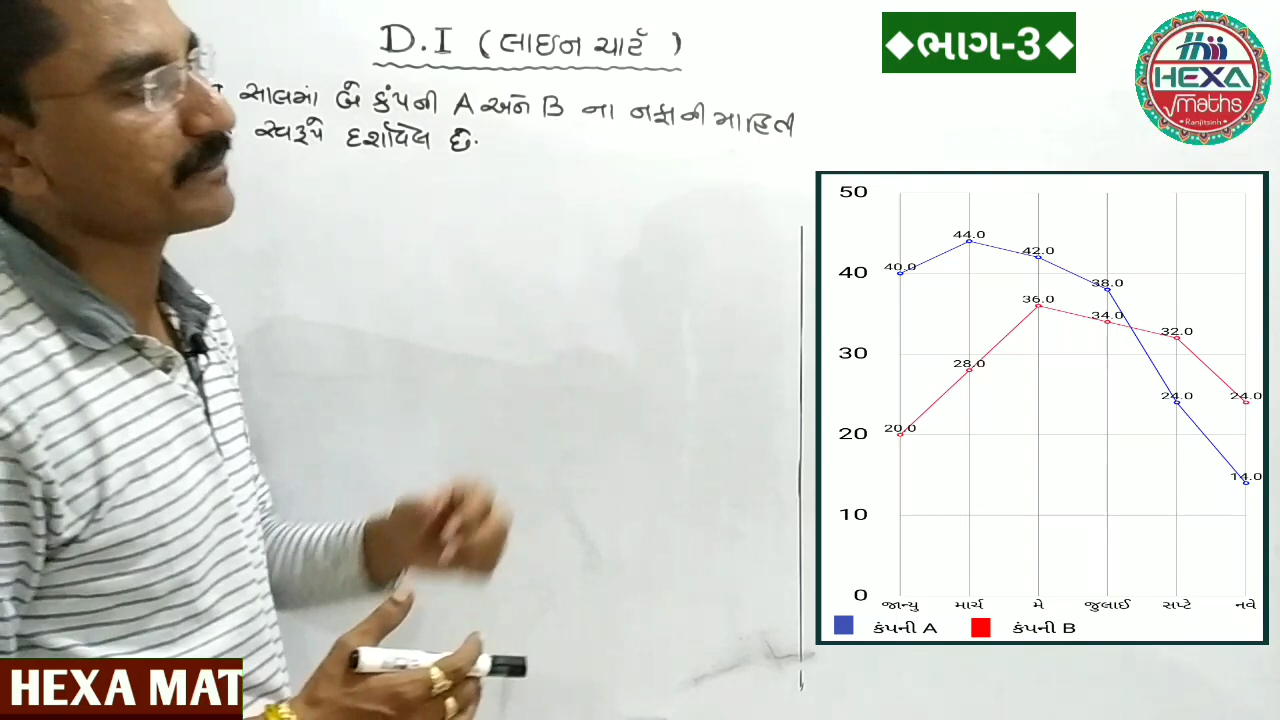 D.I (લાઇન ચાર્ટ)
◆ભાગ-3◆
HEXA
√maths
Ranjitsinh
સાલમાં બે કંપની A અને B ના નફાની માહિતી
સ્વરૂપે દર્શાવેલ છે.
50
40
30
20
10
0
40.0
44.0
42.0
38.0
24.0
14.0
20.0
28.0
36.0
34.0
32.0
24.0
જાન્યુ માર્ચ મે જુલાઈ સપ્ટે નવે
કંપની A કંપની B
HEXA MAT